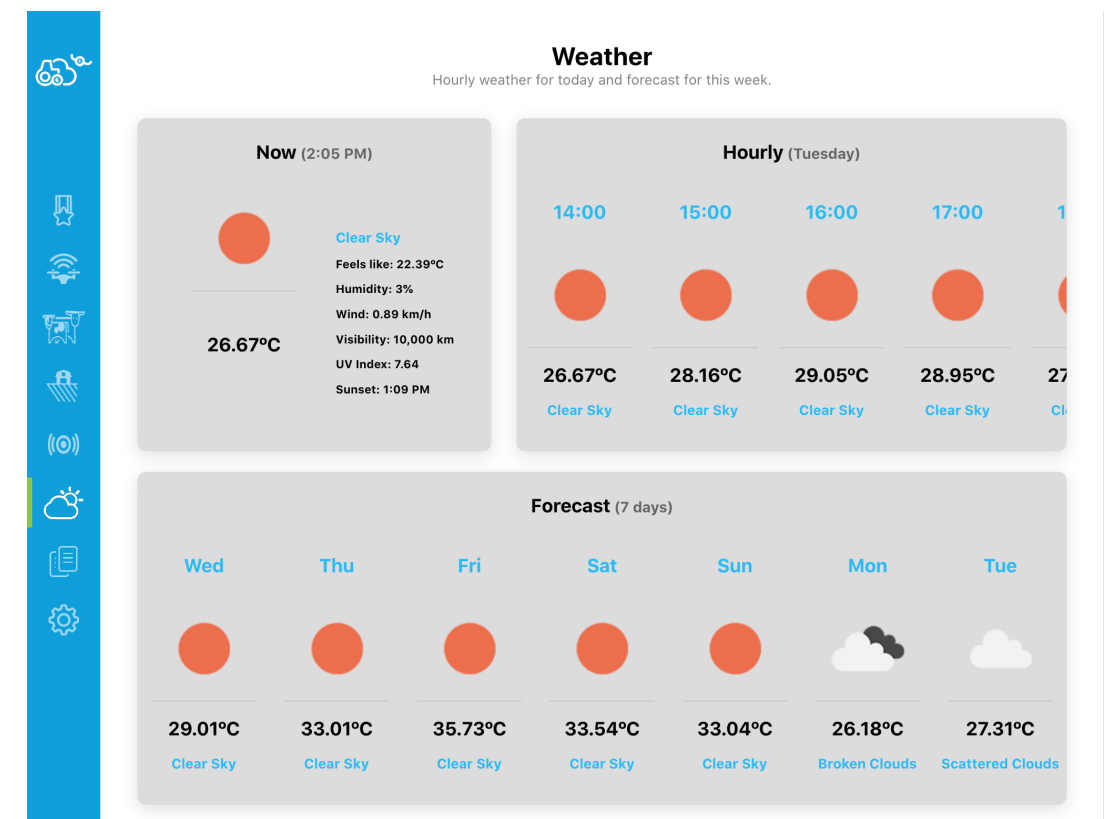 Weather
Hourly weather for today and forecast for this week.
Now (2:05 PM)
Clear Sky
Feels like: 22.39ºC
Humidity: 3%
Wind: 0.89 km/h
Visibility: 10,000 km
UV Index: 7.64
Sunset: 1:09 PM
26.67ºC
Hourly (Tuesday)
14:00 15:00 16:00 17:00
26.67ºC 28.16ºC 29.05ºC 28.95ºC 27
Clear Sky Clear Sky Clear Sky Clear Sky
Forecast (7 days)
Wed Thu Fri Sat Sun Mon Tue
29.01ºC 33.01ºC 35.73ºC 33.54ºC 33.04ºC 26.18ºC 27.31ºC
Clear Sky Clear Sky Clear Sky Clear Sky Clear Sky Broken Clouds Scattered Clouds